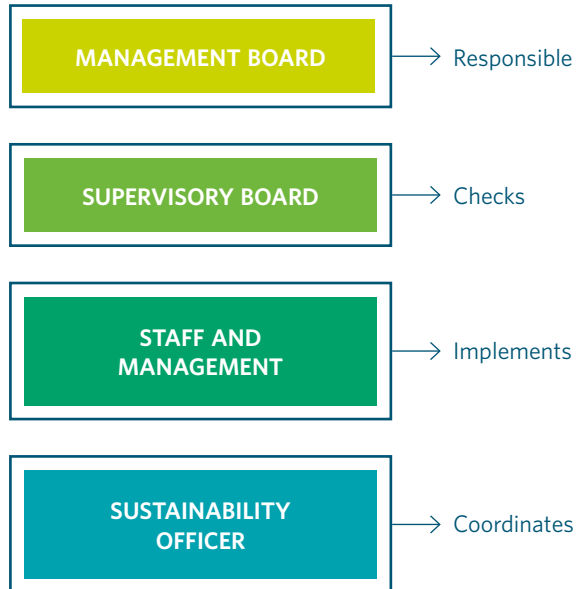 MANAGEMENT BOARD
Responsible
SUPERVISORY BOARD
Checks
STAFF AND
MANAGEMENT
Implements
SUSTAINABILITY
OFFICER
Coordinates